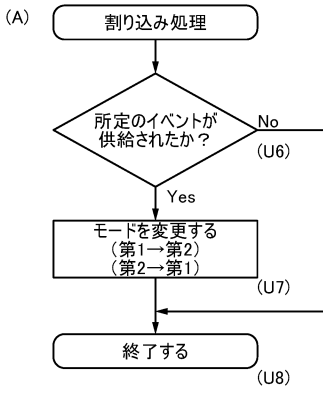 (A)
割り込み処理
所定のイベントが
供給されたか？
No
(U6)
Yes
モードを変更する
(第1→第2)
(第2→第1)
(U7)
終了する
(U8)